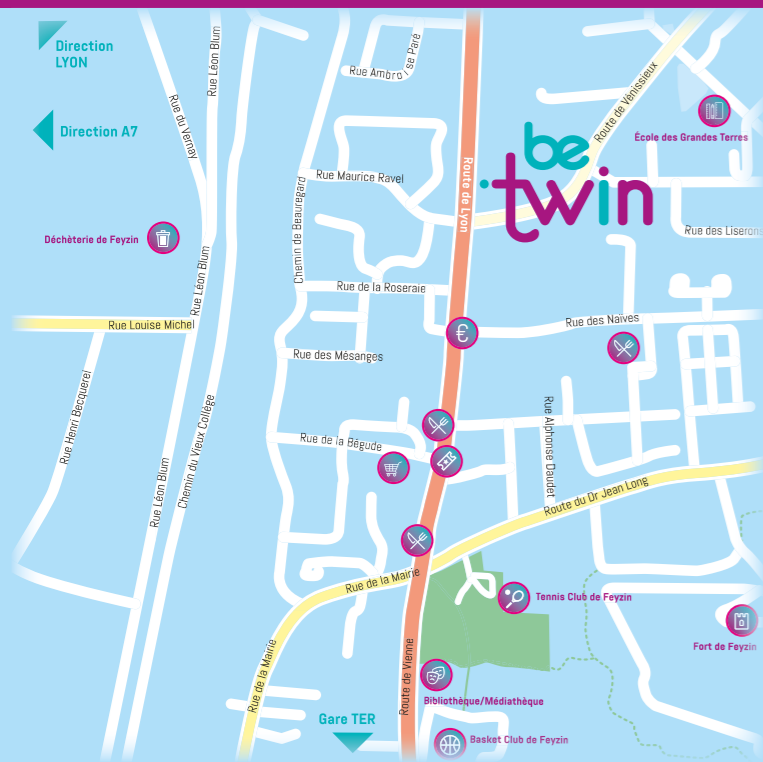 Direction
LYON
Direction A7
Rue du Vernay
Rue Léon Blum
Rue Ambroise Paré
Route de Vénissieux
École des Grandes Terres
be
twin
Rue Maurice Ravel
Route de Lyon
Chemin de Beauregard
Rue des Liserons
Déchèterie de Feyzin
Rue Léon Blum
Rue de la Roseraie
Rue Louise Michel
€
Rue des Naives
Rue des Mésanges
Rue Henri Becquerel
Chemin du Vieux Collège
Rue Alphonse Daudet
Rue de la Bégude
Rue Léon Blum
Route du Dr Jean Long
Rue de la Mairie
Tennis Club de Feyzin
Fort de Feyzin
Rue de la Mairie
Route de Vienne
Bibliothèque/Médiathèque
Gare TER
Basket Club de Feyzin